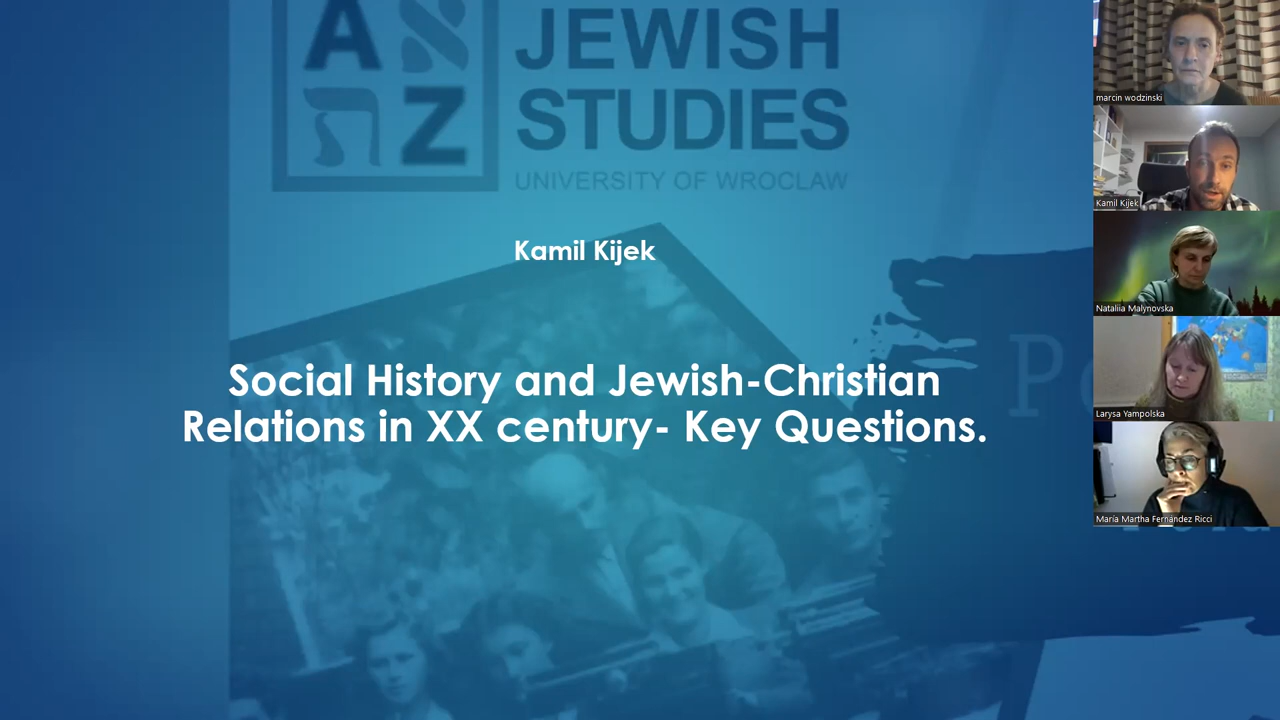 A א JEWISH
ת Z STUDIES
UNIVERSITY OF WROCLAW
Kamil Kijek
Social History and Jewish-Christian
Relations in XX century- Key Questions.
marcin wodzinski
Kamil Kijek
Nataliia Malynovska
Larysa Yampolska
María Martha Fernández Ricci